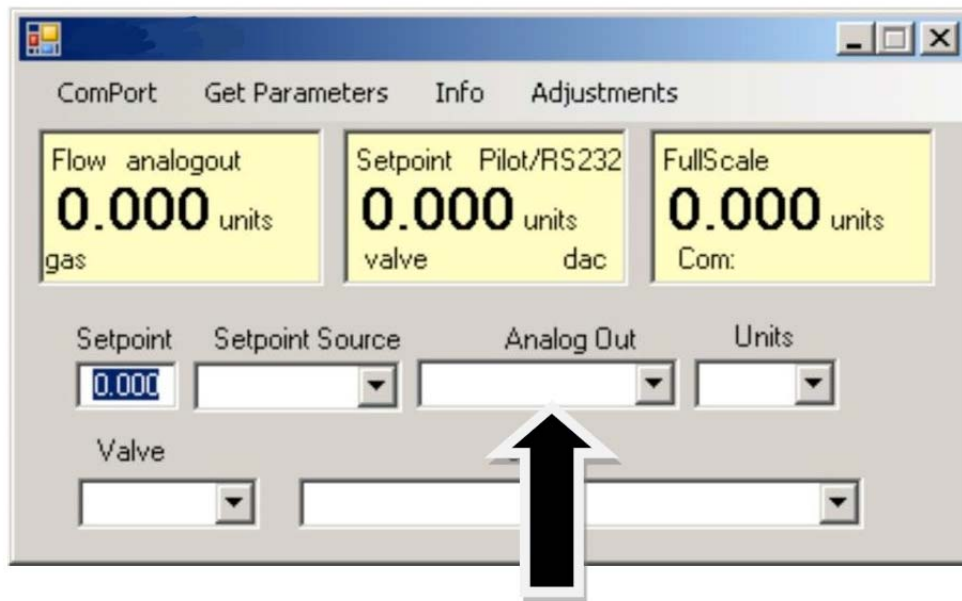 ComPort Get Parameters Info Adjustments
Flow analogout
0.000 units
gas
Setpoint Pilot/RS232
0.000 units
valve dac
FullScale
0.000 units
Com:
Setpoint Setpoint Source Analog Out Units
0.000
Valve